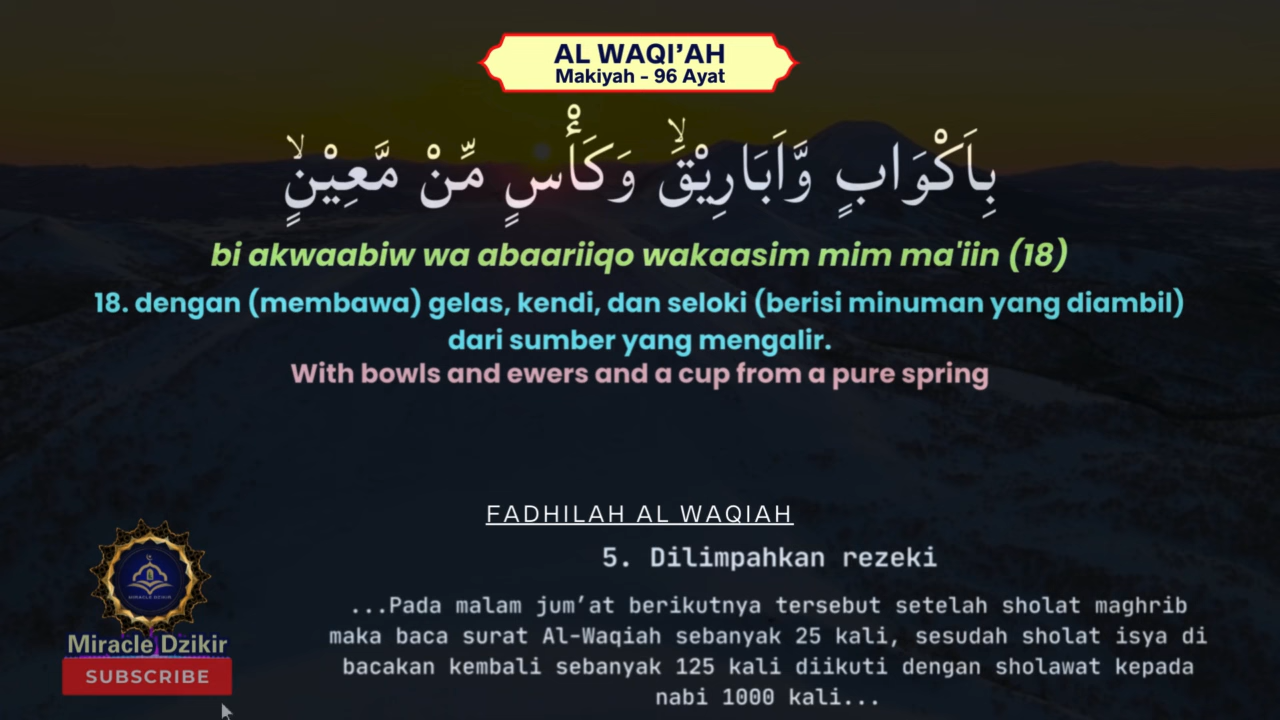 AL WAQI’AH
Makiyah - 96 Ayat
بِاَكْوَابٍ وَّاَبَارِيْقَۙ وَكَأْسٍ مِّنْ مَّعِيْنٍۙ
bi akwaabiw wa abaariiqo wakaasim mim ma'iin (18)
18. dengan (membawa) gelas, kendi, dan seloki (berisi minuman yang diambil)
dari sumber yang mengalir.
With bowls and ewers and a cup from a pure spring
FADHILAH AL WAQIAH
5. Dilimpahkan rezeki
...Pada malam jum’at berikutnya tersebut setelah sholat maghrib
maka baca surat Al-Waqiah sebanyak 25 kali, sesudah sholat isya di
bacakan kembali sebanyak 125 kali diikuti dengan sholawat kepada
nabi 1000 kali...
MIRACLE DZIKIR
Miracle Dzikir
SUBSCRIBE